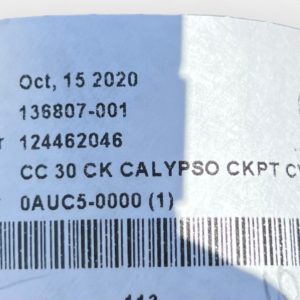 Oct, 15 2020
136807-001
r 124462046
CC 30 CK CALYPSO CKPT
0AUC5-0000 (1)